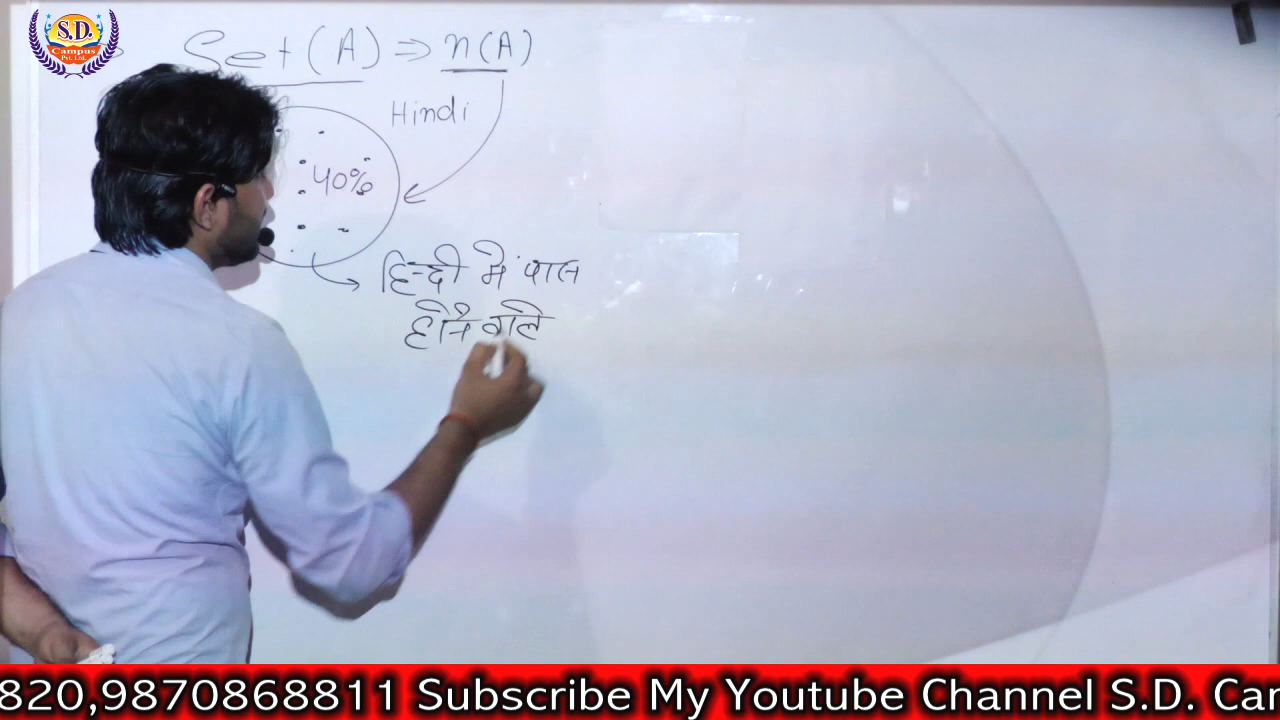 S.D.
Campus
Pvt. Ltd.
Set (A) ⇒ n(A)
Hindi
40%
हिन्दी में पास
होने वाले
820,9870868811 Subscribe My Youtube Channel S.D. Car